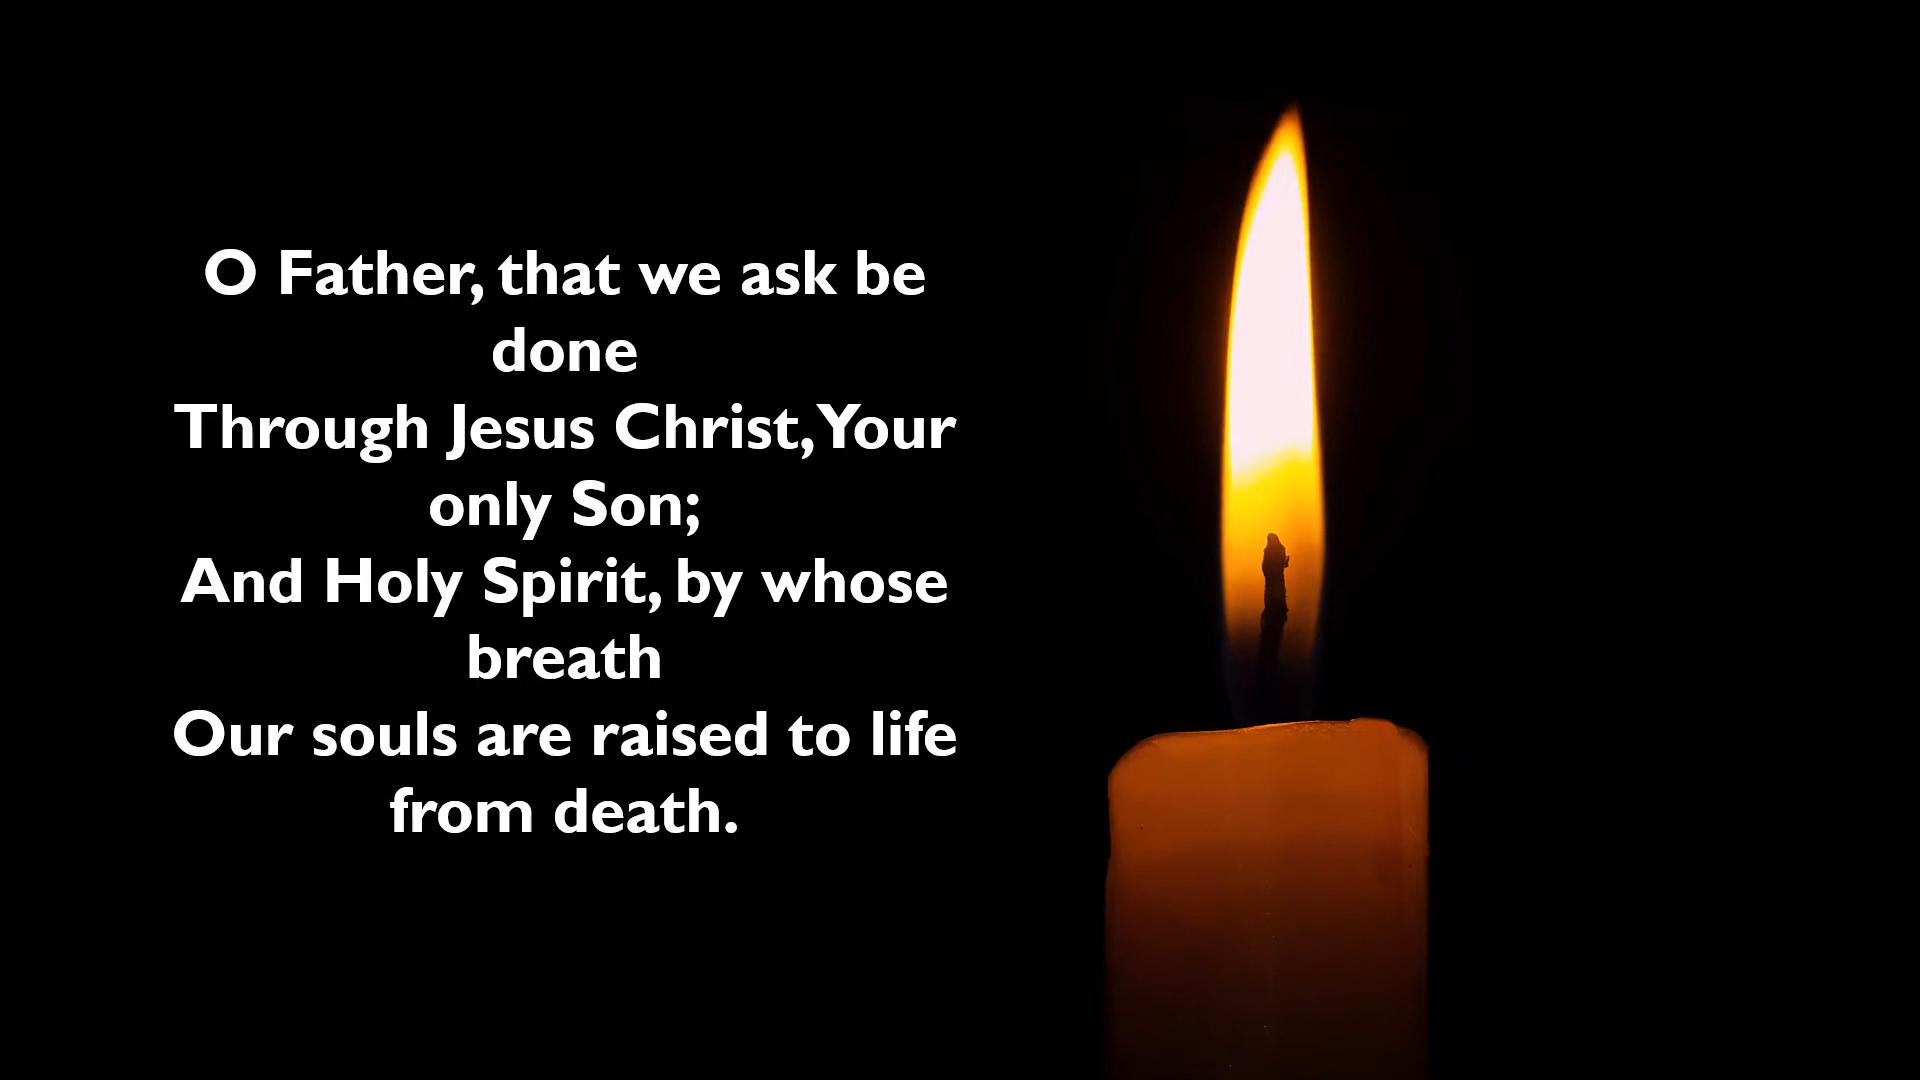 O Father, that we ask be
done
Through Jesus Christ, Your
only Son;
And Holy Spirit, by whose
breath
Our souls are raised to life
from death.